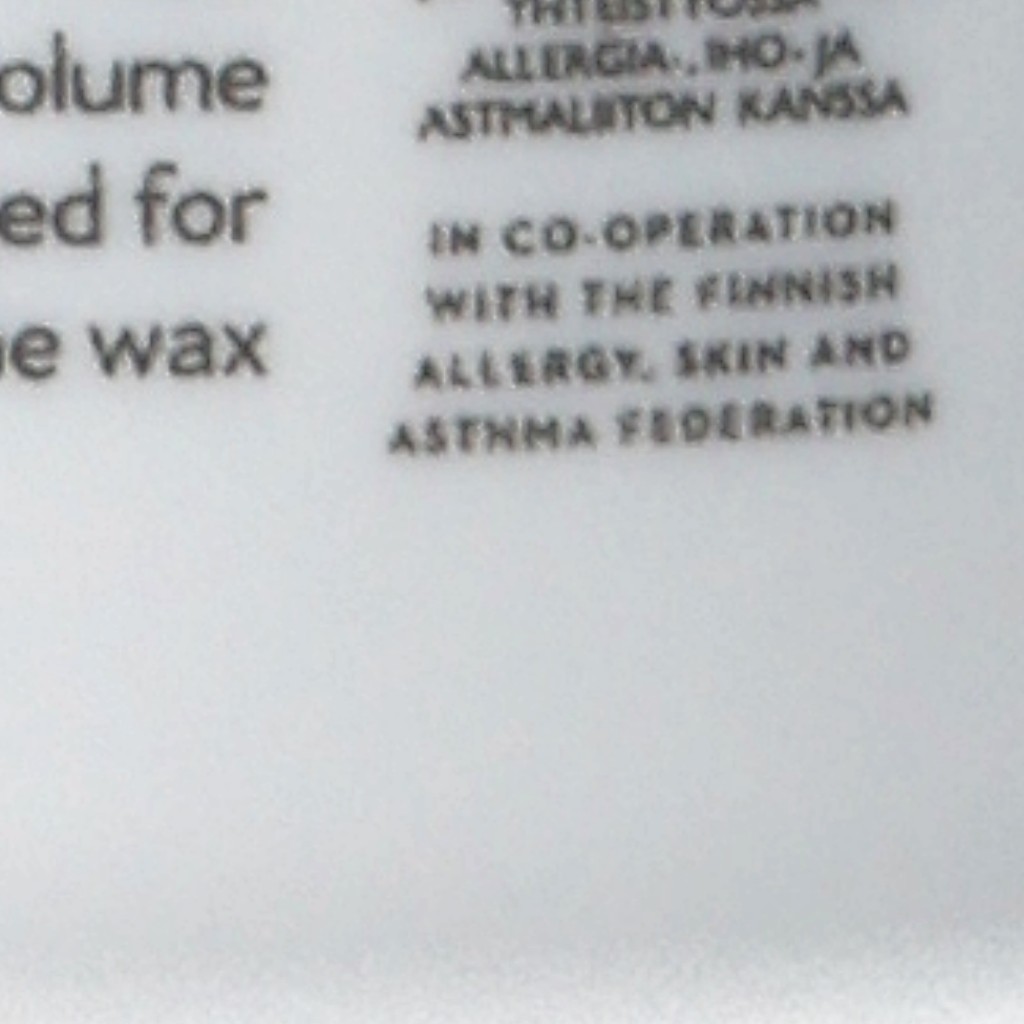 olume
ed for
e wax
YHTEISTYÖSSÄ
ALLERGIA-, IHO- JA
ASTMALIITON KANSSA
IN CO-OPERATION
WITH THE FINNISH
ALLERGY, SKIN AND
ASTHMA FEDERATION